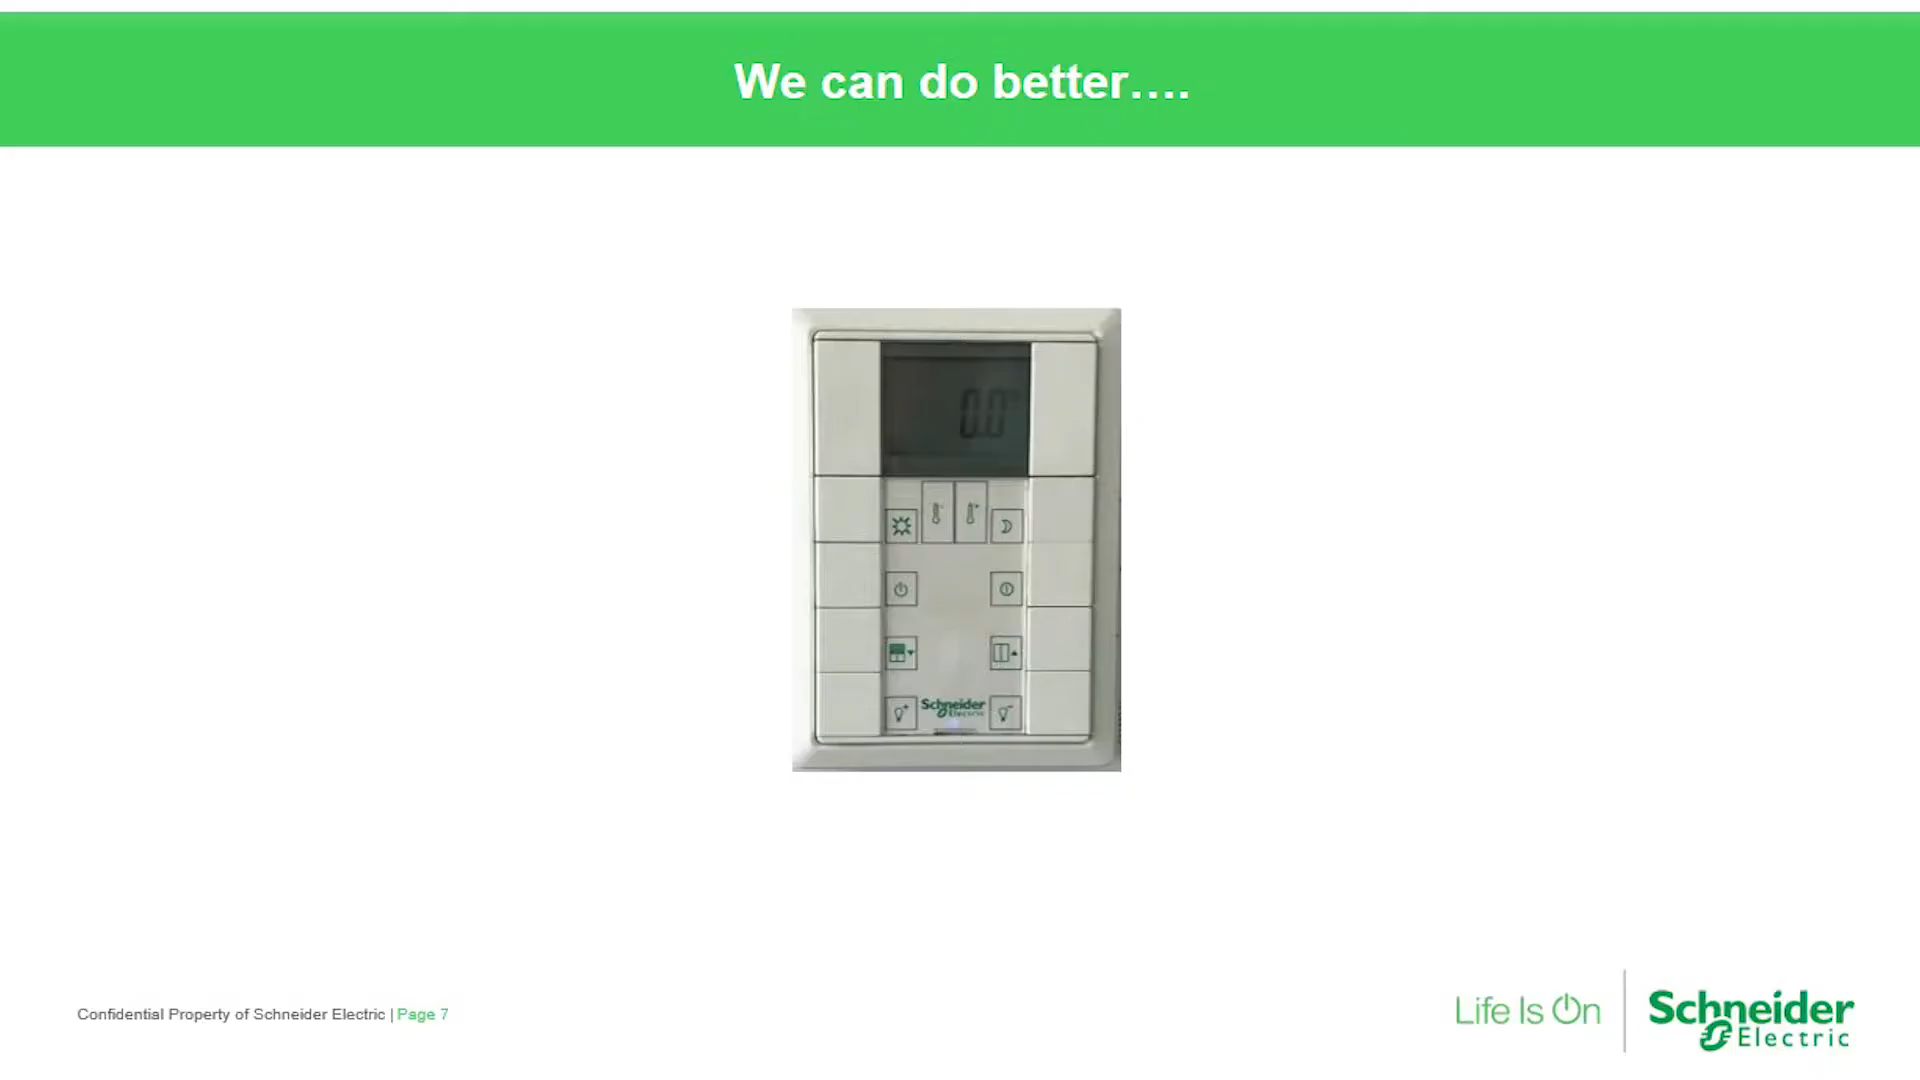 We can do better....
0.0°
Schneider
Electric
Confidential Property of Schneider Electric | Page 7
Life Is On
Schneider
Electric